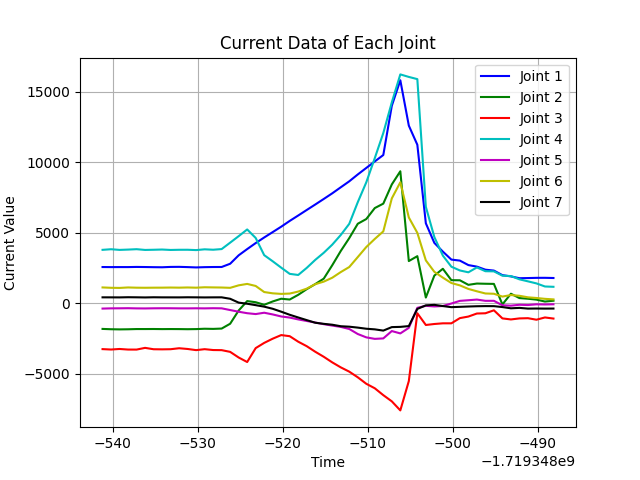 Current Data of Each Joint
Current Value
15000
10000
5000
0
−5000
Joint 1
Joint 2
Joint 3
Joint 4
Joint 5
Joint 6
Joint 7
−540
−530
−520
−510
−500
−490
Time
−1.719348e9